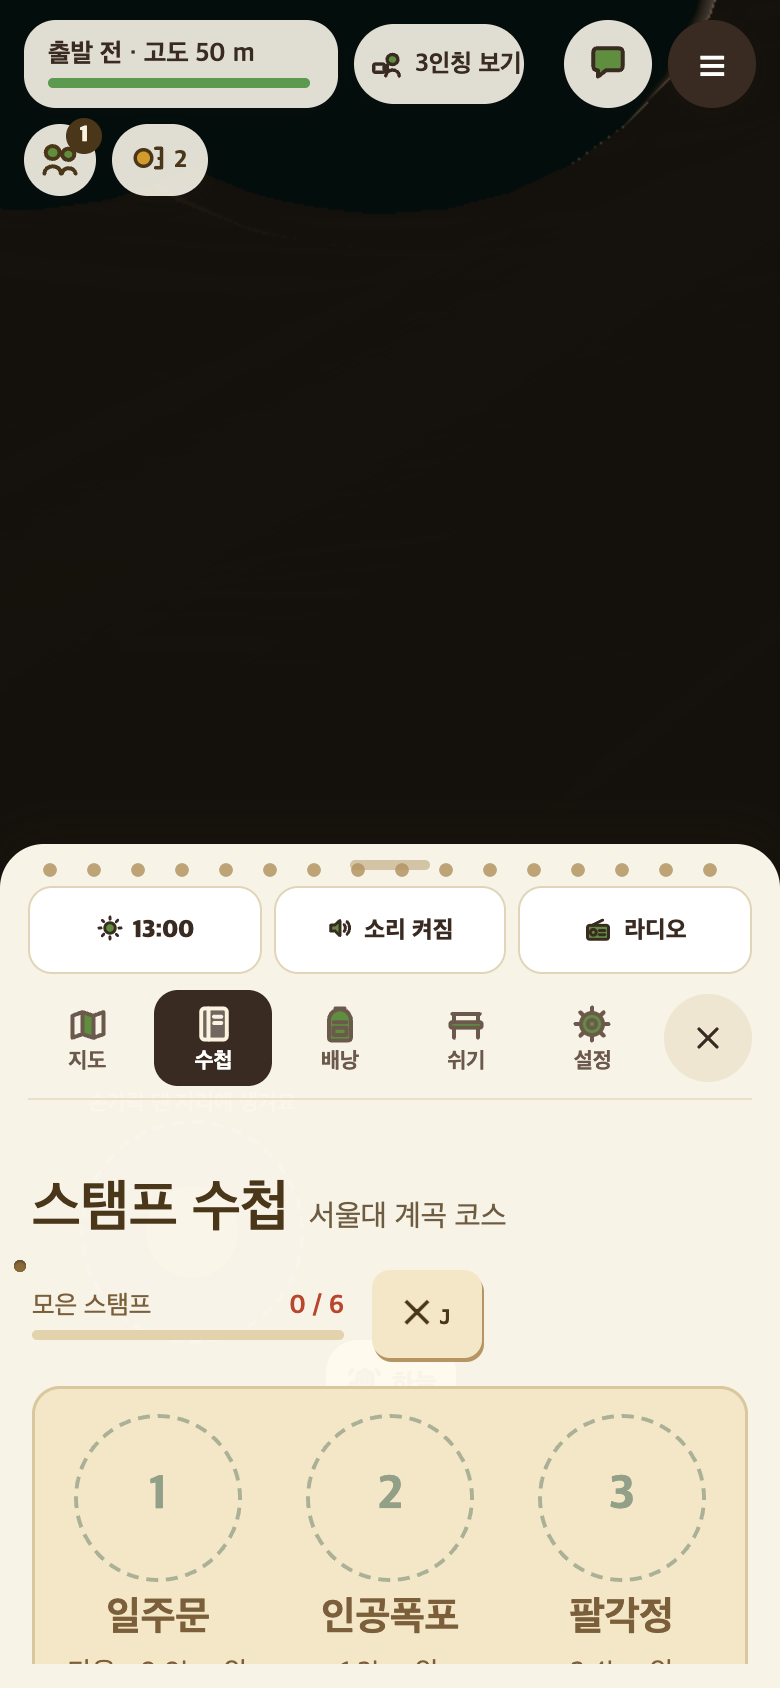 출발 전 · 고도 50 m
3인칭 보기
1
2
13:00
소리 켜짐
라디오
지도
수첩
배낭
쉬기
설정
스탬프 수첩 서울대 계곡 코스
모은 스탬프 0 / 6
J
하늘
1 2 3
일주문 인공폭포 팔각정